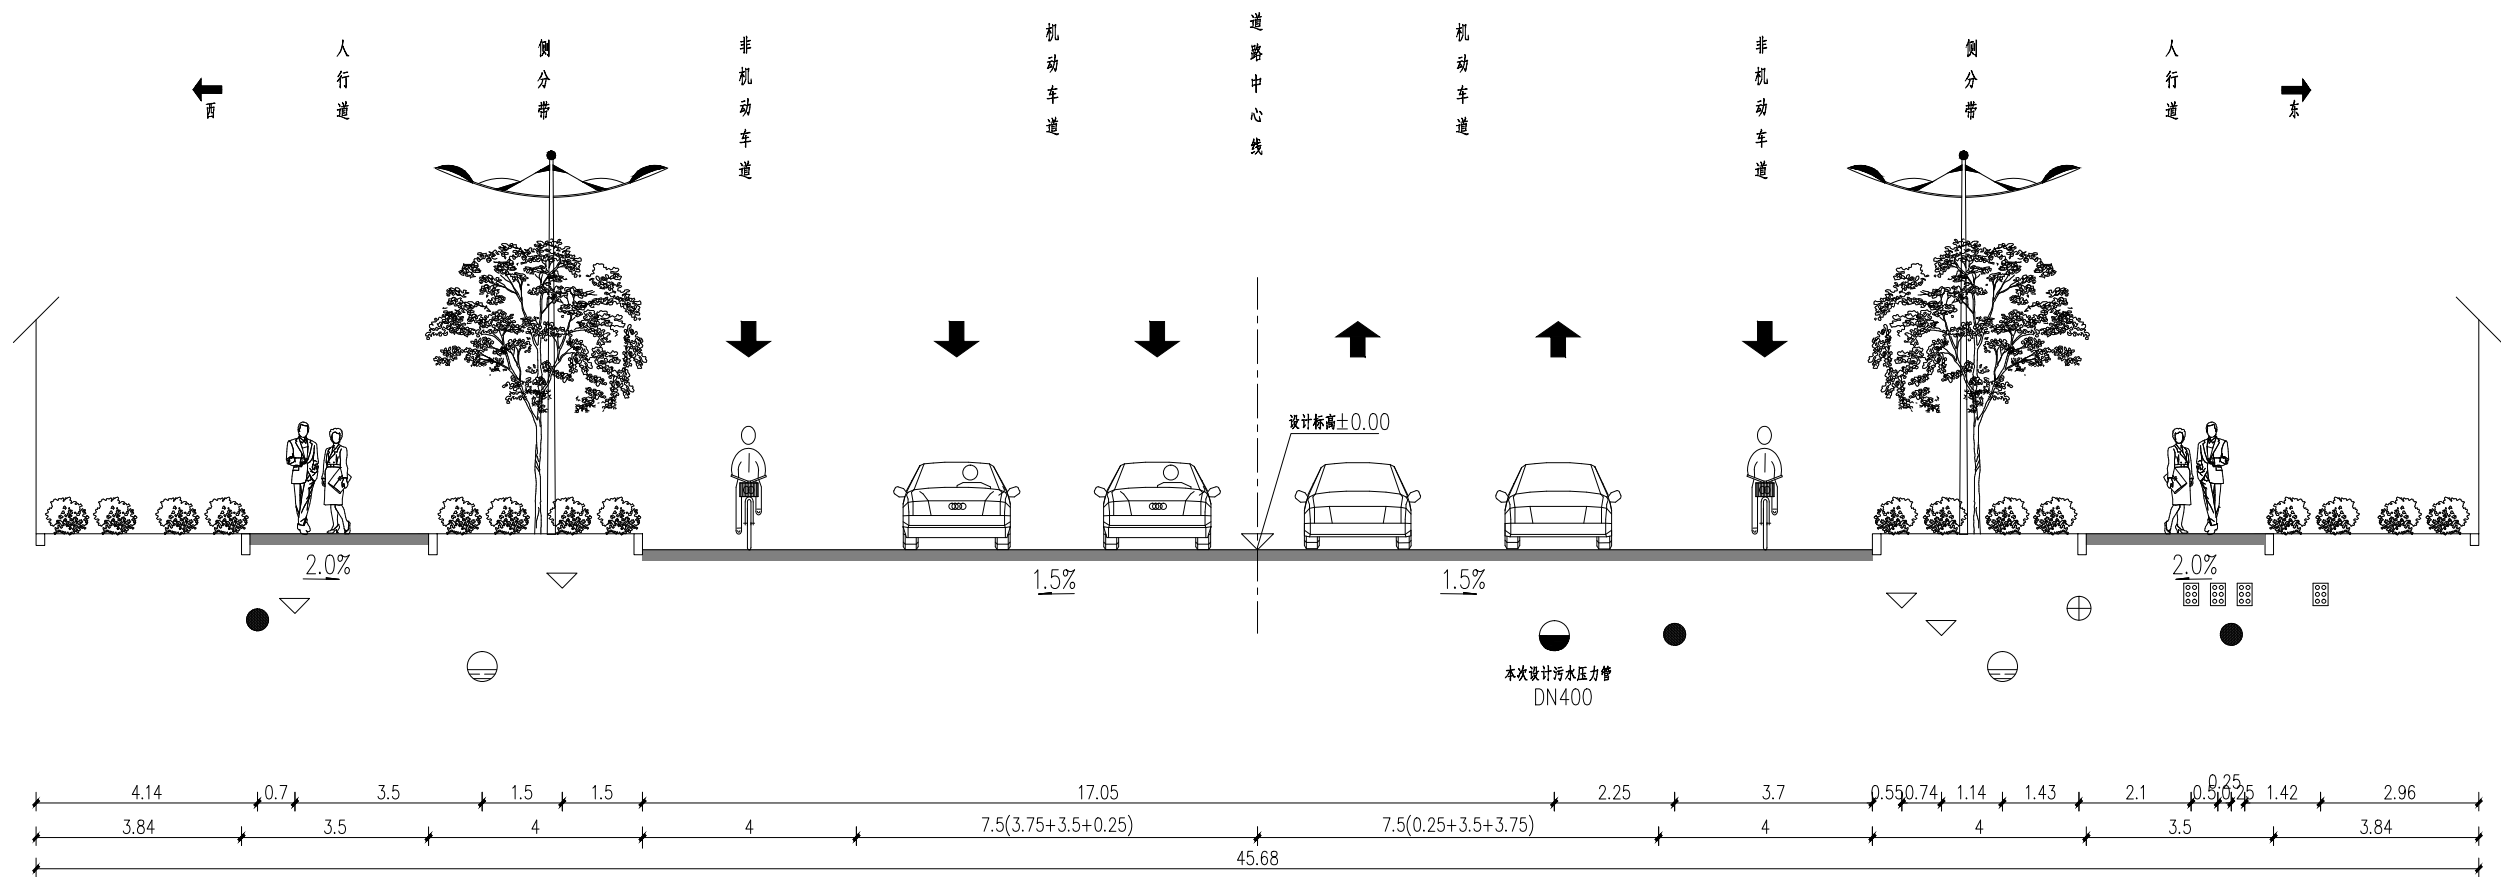 西
人行道
侧分带
非机动车道
机动车道
道路中心线
机动车道
非机动车道
侧分带
人行道
东
设计标高±0.00
2.0%
1.5%
1.5%
2.0%
本次设计污水压力管
DN400
4.14 0.7 3.5 1.5 1.5 17.05 2.25 3.7 0.55 0.74 1.14 1.43 2.1 0.5 0.25 0.25 1.42 2.96
3.84 3.5 4 4 7.5(3.75+3.5+0.25) 7.5(0.25+3.5+3.75) 4 4 3.5 3.84
45.68